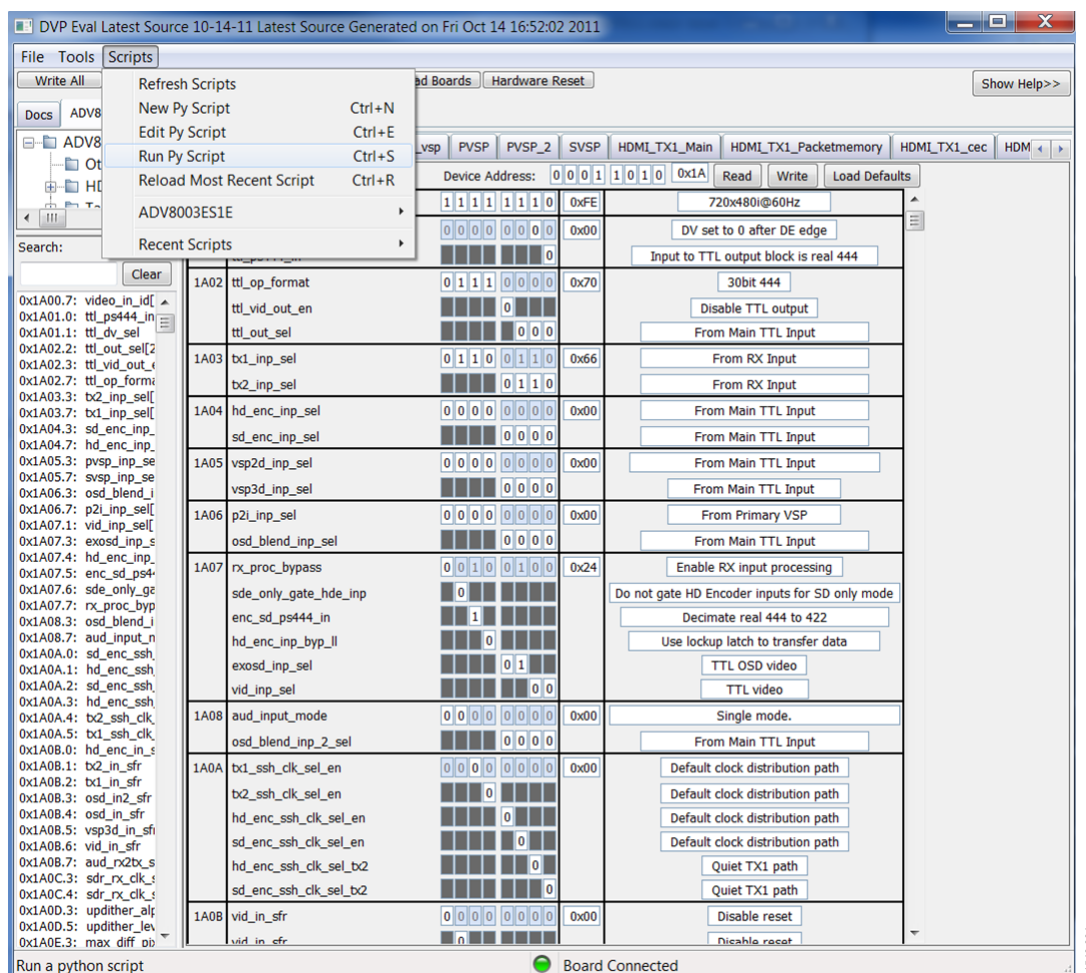 DVP Eval Latest Source 10-14-11 Latest Source Generated on Fri Oct 14 16:52:02 2011
File Tools Scripts
Write All ad Boards Hardware Reset Show Help>>
Refresh Scripts
New Py Script Ctrl+N
Edit Py Script Ctrl+E
Run Py Script Ctrl+S
Reload Most Recent Script Ctrl+R
ADV8003ES1E
Recent Scripts
Docs ADV8
ADV8
Ot
HD
Ta
_vsp PVSP PVSP_2 SVSP HDMI_TX1_Main HDMI_TX1_Packetmemory HDMI_TX1_cec HDM
Device Address: 0 0 0 1 1 0 1 0 0x1A Read Write Load Defaults
Search:
Clear
0x1A00.7: video_in_id[
0x1A01.0: ttl_ps444_in
0x1A01.1: ttl_dv_sel
0x1A02.2: ttl_out_sel[2
0x1A02.3: ttl_vid_out_e
0x1A02.7: ttl_op_forma
0x1A03.3: tx2_inp_sel[
0x1A03.7: tx1_inp_sel[
0x1A04.3: sd_enc_inp_
0x1A04.7: hd_enc_inp_
0x1A05.3: pvsp_inp_se
0x1A05.7: svsp_inp_se
0x1A06.3: osd_blend_i
0x1A06.7: p2i_inp_sel[
0x1A07.1: vid_inp_sel[
0x1A07.3: exosd_inp_s
0x1A07.4: hd_enc_inp_
0x1A07.5: enc_sd_ps4
0x1A07.6: sde_only_ga
0x1A07.7: rx_proc_byp
0x1A08.3: osd_blend_i
0x1A08.7: aud_input_n
0x1A0A.0: sd_enc_ssh_
0x1A0A.1: hd_enc_ssh_
0x1A0A.2: sd_enc_ssh_
0x1A0A.3: hd_enc_ssh_
0x1A0A.4: tx2_ssh_clk_
0x1A0A.5: tx1_ssh_clk_
0x1A0B.0: hd_enc_in_s
0x1A0B.1: tx2_in_sfr
0x1A0B.2: tx1_in_sfr
0x1A0B.3: osd_in2_sfr
0x1A0B.4: osd_in_sfr
0x1A0B.5: vsp3d_in_sfr
0x1A0B.6: vid_in_sfr
0x1A0B.7: aud_rx2tx_s
0x1A0C.3: sdr_rx_clk_s
0x1A0C.4: sdr_rx_clk_s
0x1A0D.3: updither_alp
0x1A0D.5: updither_lev
0x1A0E.3: max_diff_pix
1 1 1 1 1 1 1 0 0xFE 720x480i@60Hz
0 0 0 0 0 0 0 0 0x00 DV set to 0 after DE edge
ttl_ps444_in 0 Input to TTL output block is real 444
1A02 ttl_op_format 0 1 1 1 0 0 0 0 0x70 30bit 444
ttl_vid_out_en 0 Disable TTL output
ttl_out_sel 0 0 0 From Main TTL Input
1A03 tx1_inp_sel 0 1 1 0 0 1 1 0 0x66 From RX Input
tx2_inp_sel 0 1 1 0 From RX Input
1A04 hd_enc_inp_sel 0 0 0 0 0 0 0 0 0x00 From Main TTL Input
sd_enc_inp_sel 0 0 0 0 From Main TTL Input
1A05 vsp2d_inp_sel 0 0 0 0 0 0 0 0 0x00 From Main TTL Input
vsp3d_inp_sel 0 0 0 0 From Main TTL Input
1A06 p2i_inp_sel 0 0 0 0 0 0 0 0 0x00 From Primary VSP
osd_blend_inp_sel 0 0 0 0 From Main TTL Input
1A07 rx_proc_bypass 0 0 1 0 0 1 0 0 0x24 Enable RX input processing
sde_only_gate_hde_inp 0 Do not gate HD Encoder inputs for SD only mode
enc_sd_ps444_in 1 Decimate real 444 to 422
hd_enc_inp_byp_ll 0 Use lockup latch to transfer data
exosd_inp_sel 0 1 TTL OSD video
vid_inp_sel 0 0 TTL video
1A08 aud_input_mode 0 0 0 0 0 0 0 0 0x00 Single mode.
osd_blend_inp_2_sel 0 0 0 0 From Main TTL Input
1A0A tx1_ssh_clk_sel_en 0 0 0 0 0 0 0 0 0x00 Default clock distribution path
tx2_ssh_clk_sel_en 0 Default clock distribution path
hd_enc_ssh_clk_sel_en 0 Default clock distribution path
sd_enc_ssh_clk_sel_en 0 Default clock distribution path
hd_enc_ssh_clk_sel_tx2 0 Quiet TX1 path
sd_enc_ssh_clk_sel_tx2 0 Quiet TX1 path
1A0B vid_in_sfr 0 0 0 0 0 0 0 0 0x00 Disable reset
vid_in_sfr 0 Disable reset
Run a python script Board Connected